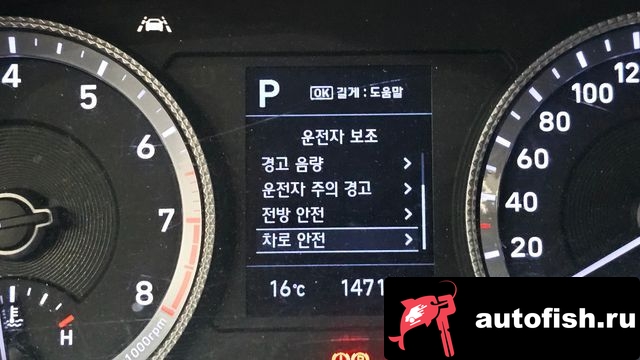 P OK 길게 : 도움말
운전자 보조
경고 음량
운전자 주의 경고
전방 안전
차로 안전
16℃ 1471
4 5 6 7 8
1000rpm
H
20 40 60 80 100
autofish.ru